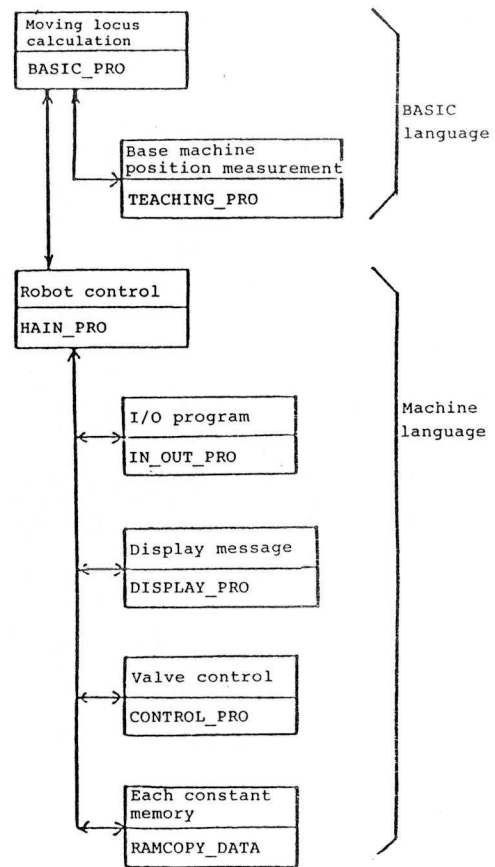 Moving locus
calculation
BASIC_PRO
BASIC
language
Base machine
position measurement
TEACHING_PRO
Robot control
HAIN_PRO
I/O program
IN_OUT_PRO
Machine
language
Display message
DISPLAY_PRO
Valve control
CONTROL_PRO
Each constant
memory
RAMCOPY_DATA